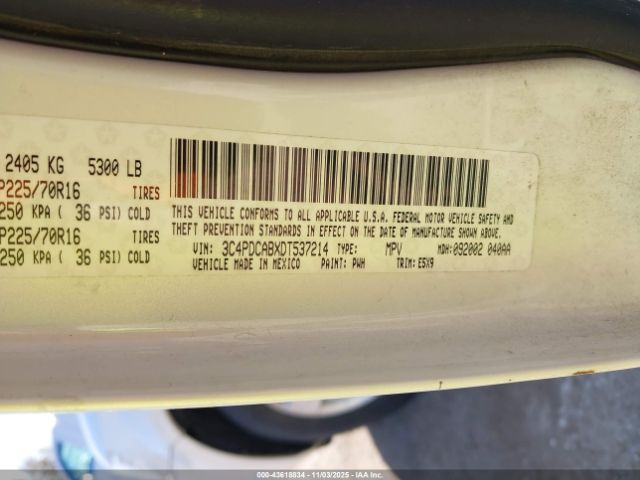 2405 KG 5300 LB
P225/70R16 TIRES
250 KPA ( 36 PSI) COLD
P225/70R16 TIRES
250 KPA ( 36 PSI) COLD
THIS VEHICLE CONFORMS TO ALL APPLICABLE U.S.A. FEDERAL MOTOR VEHICLE SAFETY AND
THEFT PREVENTION STANDARDS IN EFFECT ON THE DATE OF MANUFACTURE SHOWN ABOVE.
VIN: 3C4PDCABXDT537214 TYPE: MPV MDH:092002 040AA
VEHICLE MADE IN MEXICO PAINT: PWH TRIM: E5X9
000-43618834 - 11/03/2025 - IAA Inc.